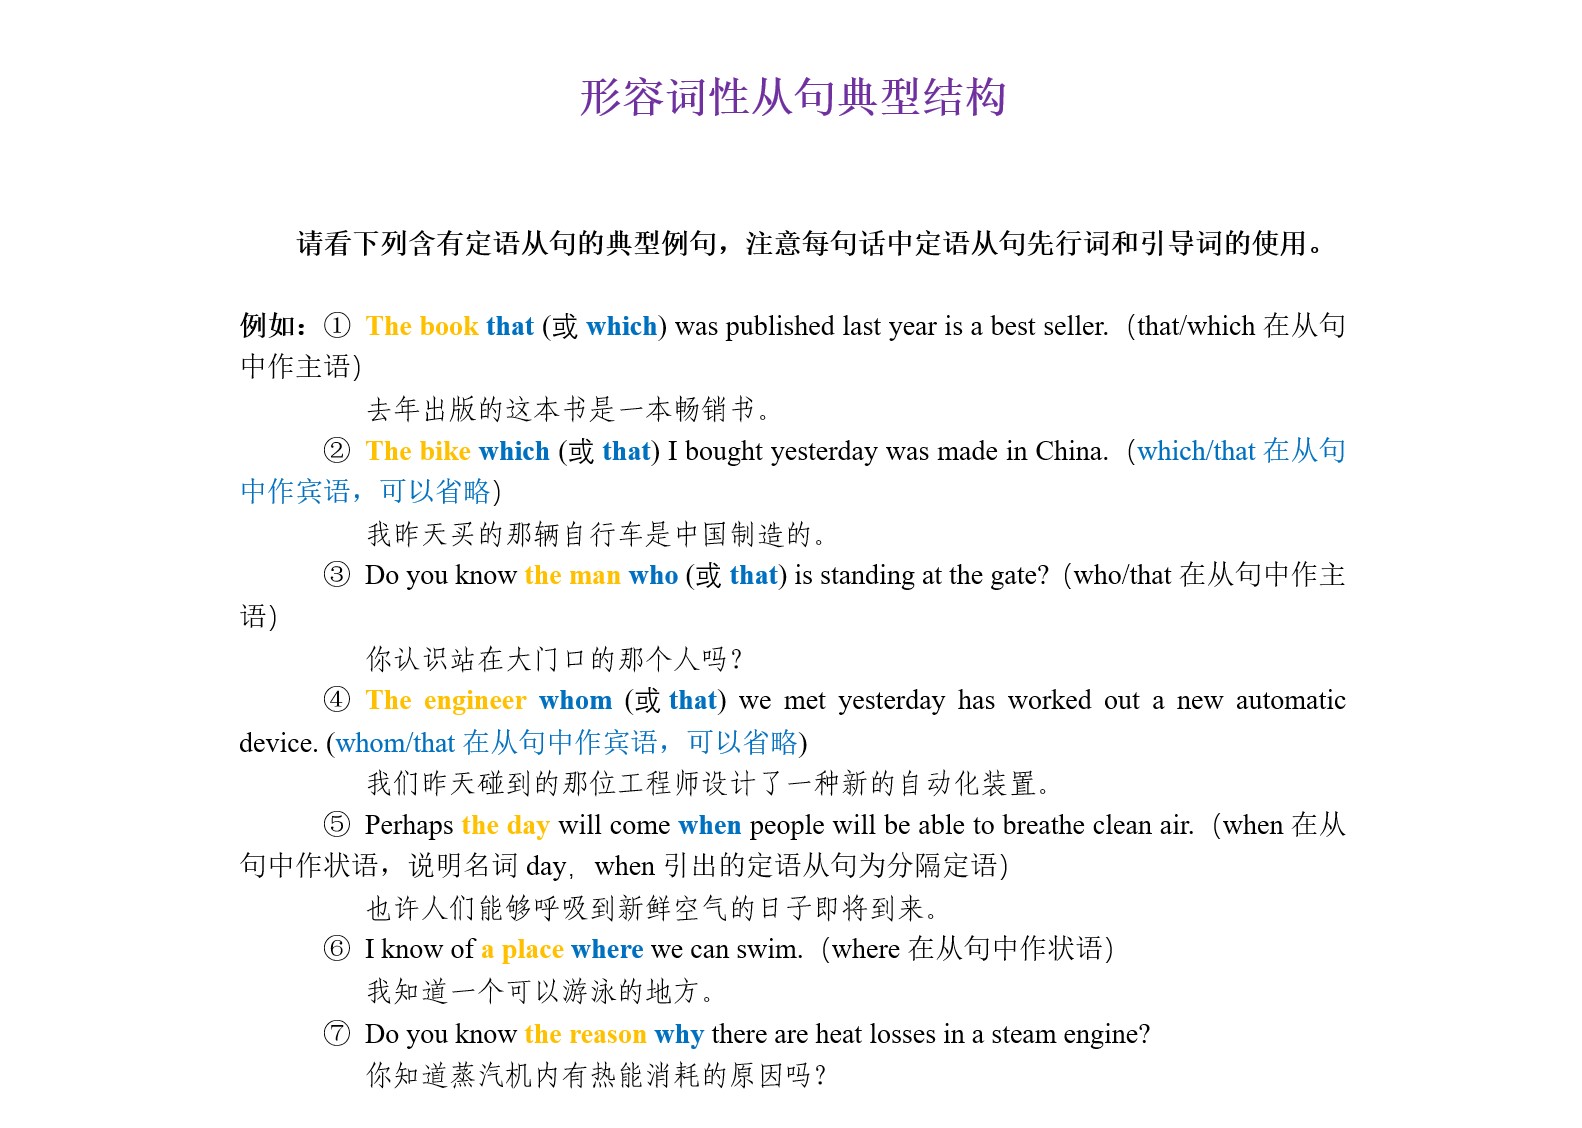 形容词性从句典型结构
请看下列含有定语从句的典型例句，注意每句话中定语从句先行词和引导词的使用。
例如：① The book that (或 which) was published last year is a best seller.（that/which 在从句
中作主语）
去年出版的这本书是一本畅销书。
② The bike which (或 that) I bought yesterday was made in China.（which/that 在从句
中作宾语，可以省略）
我昨天买的那辆自行车是中国制造的。
③ Do you know the man who (或 that) is standing at the gate?（who/that 在从句中作主
语）
你认识站在大门口的那个人吗?
④ The engineer whom (或 that) we met yesterday has worked out a new automatic
device. (whom/that 在从句中作宾语，可以省略)
我们昨天碰到的那位工程师设计了一种新的自动化装置。
⑤ Perhaps the day will come when people will be able to breathe clean air.（when 在从
句中作状语，说明名词 day，when 引出的定语从句为分隔定语）
也许人们能够呼吸到新鲜空气的日子即将到来。
⑥ I know of a place where we can swim.（where 在从句中作状语）
我知道一个可以游泳的地方。
⑦ Do you know the reason why there are heat losses in a steam engine?
你知道蒸汽机内有热能消耗的原因吗?